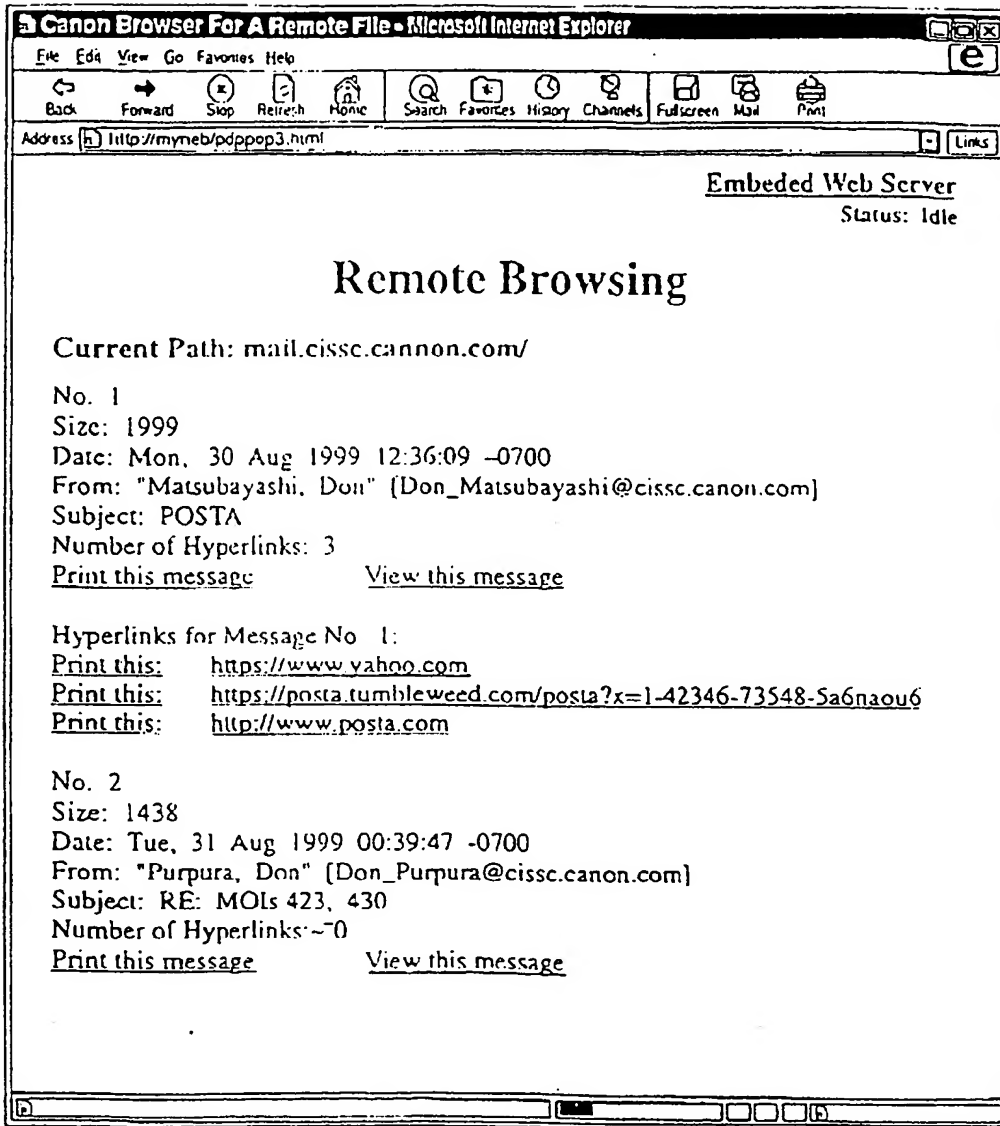 Canon Browser For A Remote File - Microsoft Internet Explorer
File Edit View Go Favorites Help
Back Forward Stop Refresh Home Search Favorites History Channels Fullscreen Mail Print
Address http://myneb/pdppop3.html Links
Embeded Web Server
Status: Idle
Remote Browsing
Current Path: mail.cissc.cannon.com/
No. 1
Size: 1999
Date: Mon, 30 Aug 1999 12:36:09 -0700
From: "Matsubayashi, Don" [Don_Matsubayashi@cissc.canon.com]
Subject: POSTA
Number of Hyperlinks: 3
Print this message View this message
Hyperlinks for Message No 1:
Print this: https://www.yahoo.com
Print this: https://posta.tumbleweed.com/posta?x=1-42346-73548-5a6naou6
Print this: http://www.posta.com
No. 2
Size: 1438
Date: Tue, 31 Aug 1999 00:39:47 -0700
From: "Purpura, Don" [Don_Purpura@cissc.canon.com]
Subject: RE: MOIs 423, 430
Number of Hyperlinks: 0
Print this message View this message